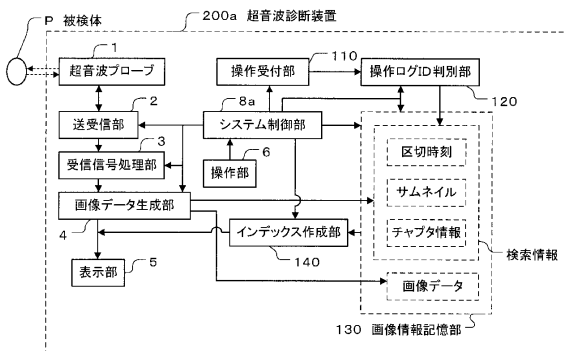 P 被検体
200a 超音波診断装置
1
超音波プローブ
110
操作受付部
操作ログID判別部
120
2
送受信部
8a
システム制御部
3
受信信号処理部
6
操作部
区切時刻
サムネイル
チャプタ情報
画像データ生成部
4
インデックス作成部
140
検索情報
表示部
5
画像データ
130 画像情報記憶部